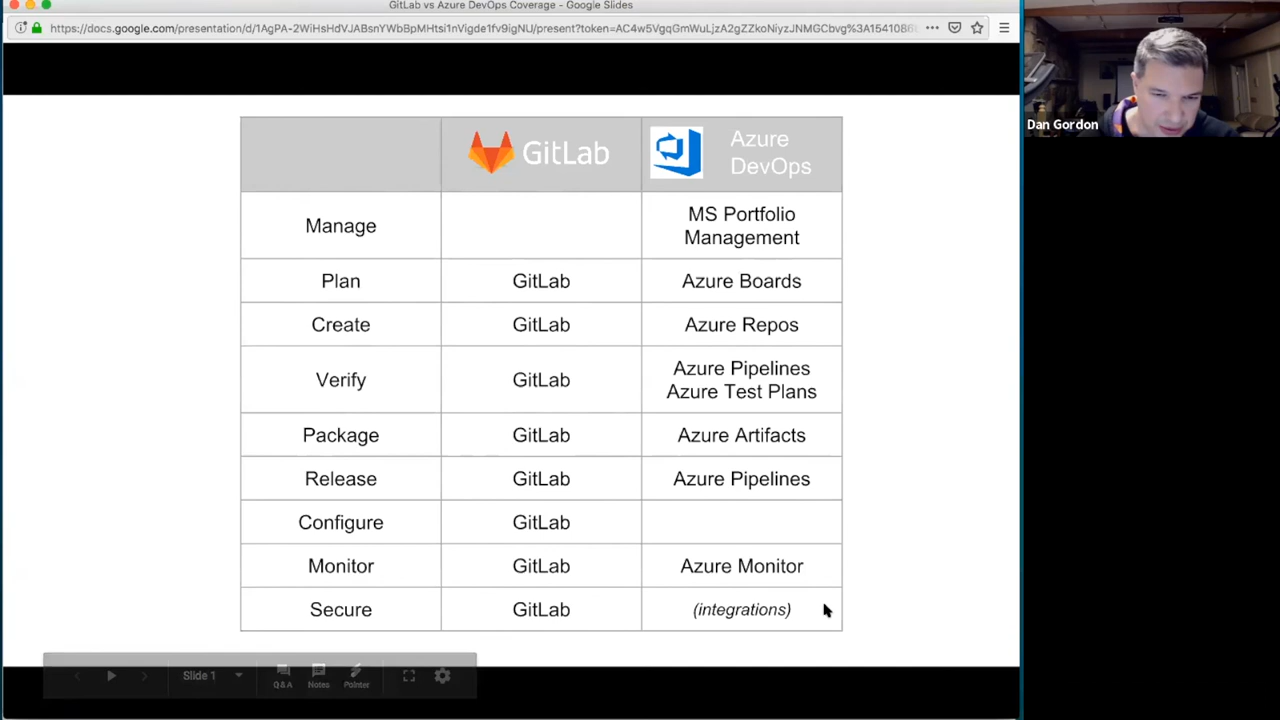 GitLab vs Azure DevOps Coverage - Google Slides
GitLab
Azure
DevOps
Manage
MS Portfolio
Management
Plan
GitLab
Azure Boards
Create
GitLab
Azure Repos
Verify
GitLab
Azure Pipelines
Azure Test Plans
Package
GitLab
Azure Artifacts
Release
GitLab
Azure Pipelines
Configure
GitLab
Monitor
GitLab
Azure Monitor
Secure
GitLab
(integrations)
Slide 1
Q&A
Notes
Pointer
Dan Gordon